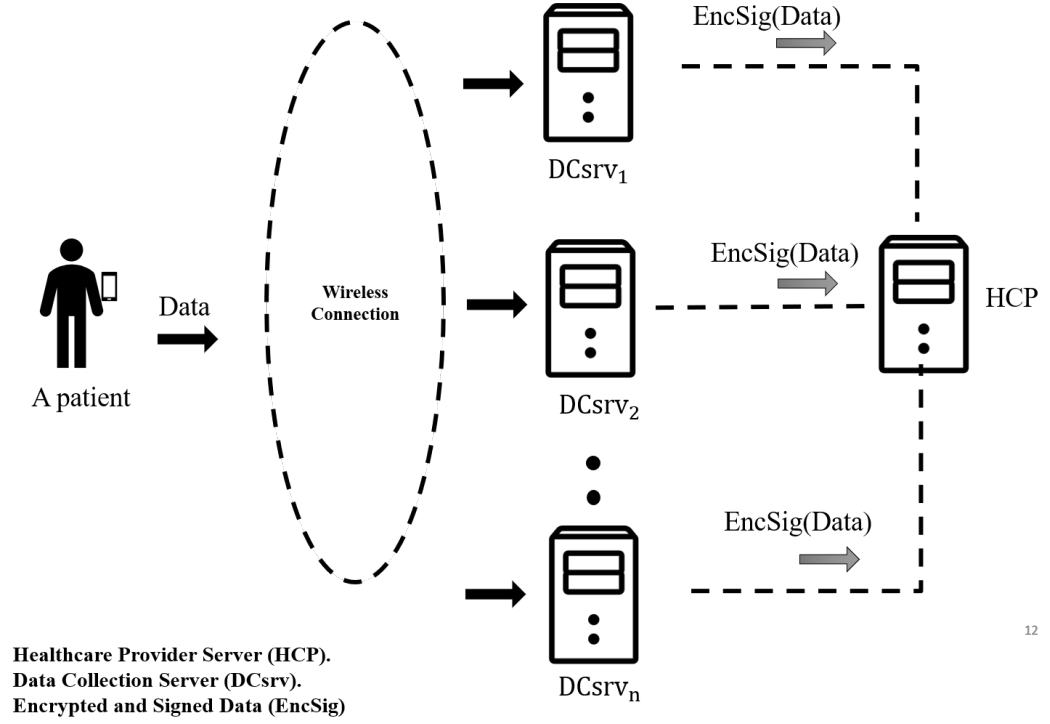 EncSig(Data)
DCsrv₁
EncSig(Data)
Wireless
Connection
Data
HCP
A patient
DCsrv₂
EncSig(Data)
12
Healthcare Provider Server (HCP).
Data Collection Server (DCsrv).
DCsrvₙ
Encrypted and Signed Data (EncSig)